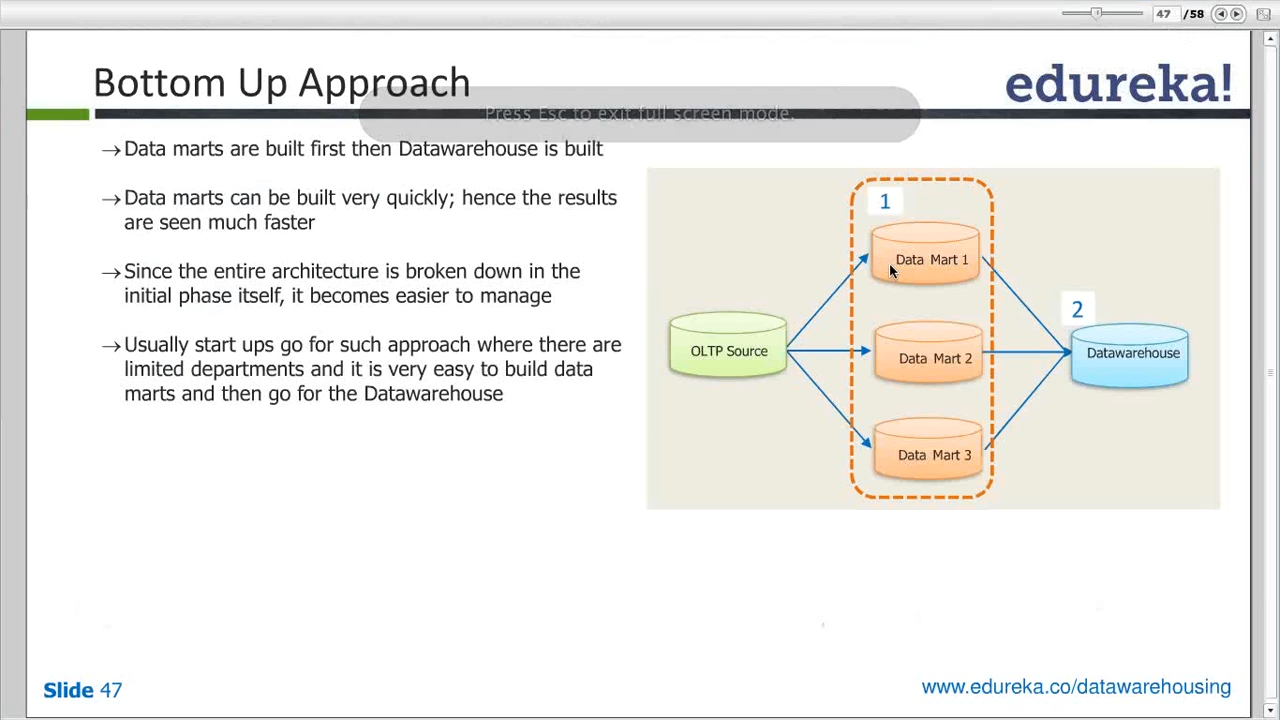 47 /58
Bottom Up Approach
edureka!
Press Esc to exit full screen mode.
→Data marts are built first then Datawarehouse is built
→Data marts can be built very quickly; hence the results
are seen much faster
→Since the entire architecture is broken down in the
initial phase itself, it becomes easier to manage
→Usually start ups go for such approach where there are
limited departments and it is very easy to build data
marts and then go for the Datawarehouse
1
Data Mart 1
2
OLTP Source
Data Mart 2
Datawarehouse
Data Mart 3
Slide 47
www.edureka.co/datawarehousing